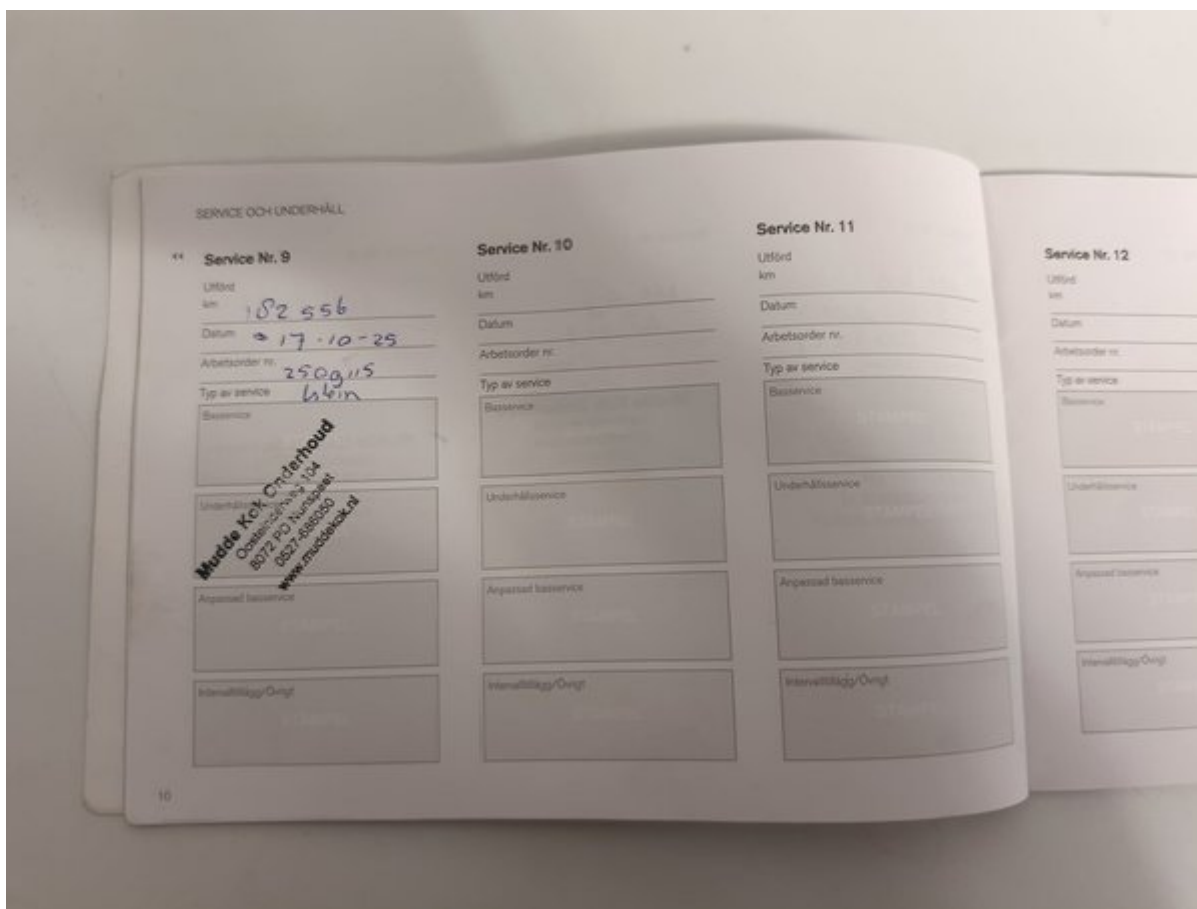 SERVICE OCH UNDERHÅLL
Service Nr. 9
Utförd
km 182 556
Datum 17-10-25
Arbetsorder nr. 2509115
Typ av service klein
Basservice
Mudde Kok Onderhoud
Oosteinderweg 104
8072 PD Nunspeet
0527-686050
www.muddekok.nl
Anpassad basservice
Intervalltillägg/Övrigt
Service Nr. 10
Utförd
km
Datum
Arbetsorder nr.
Typ av service
Basservice
Underhållsservice
Anpassad basservice
Intervalltillägg/Övrigt
Service Nr. 11
Utförd
km
Datum
Arbetsorder nr.
Typ av service
Basservice
Underhållsservice
Anpassad basservice
Intervalltillägg/Övrigt
Service Nr. 12
Utförd
km
Datum
Arbetsorder nr.
Typ av service
Basservice
Underhållsservice
Anpassad basservice
Intervalltillägg/Övrigt
16